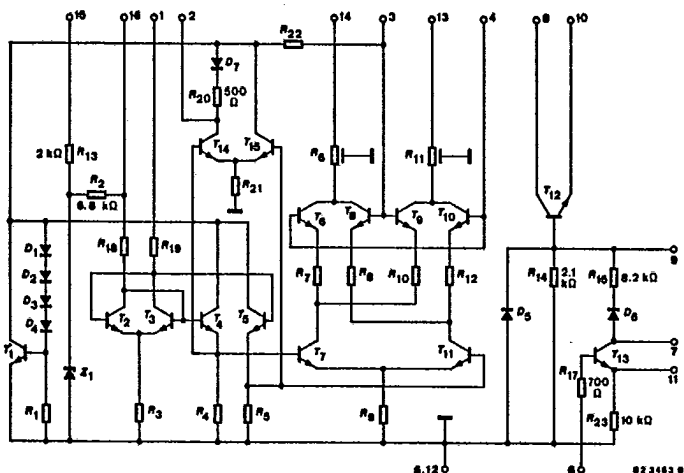 15 16 1 2 14 3 13 4 8 10
R22
D7
R20 500 Ω
2 kΩ R13
T14 T15
R6 R11
T12
R2
6.8 kΩ
R21
T6 T8 T9 T10
R18 R19
D1
D2
D3
D4
R7 R8 R10 R12
9
R14 2.1 kΩ
R16 8.2 kΩ
T2 T3 T4 T5
D5 D6
T1
Z1
T7 T11
T13
7
11
R17 700 Ω
R1 R3 R4 R5 R9
R23 10 kΩ
5,12
6